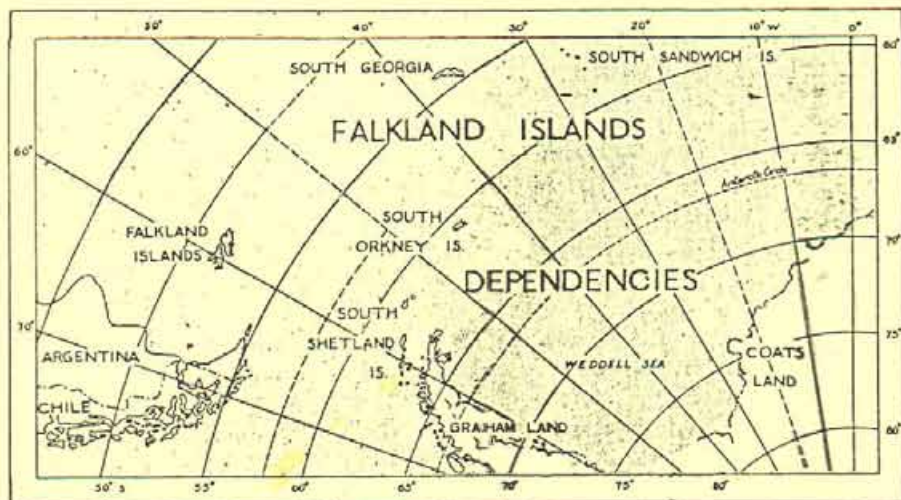 50° 40° 30° 20° 10°W 0°
60°
SOUTH SANDWICH IS.
SOUTH GEORGIA
FALKLAND ISLANDS
65°
Antarctic Circle
60°
SOUTH
ORKNEY IS.
FALKLAND
ISLANDS
70°
DEPENDENCIES
SOUTH
SHETLAND
IS.
70°
75°
ARGENTINA
WEDDELL SEA
COATS
LAND
CHILE
GRAHAM LAND
80°
50° S 55° 60° 65° 70° 75° 80°